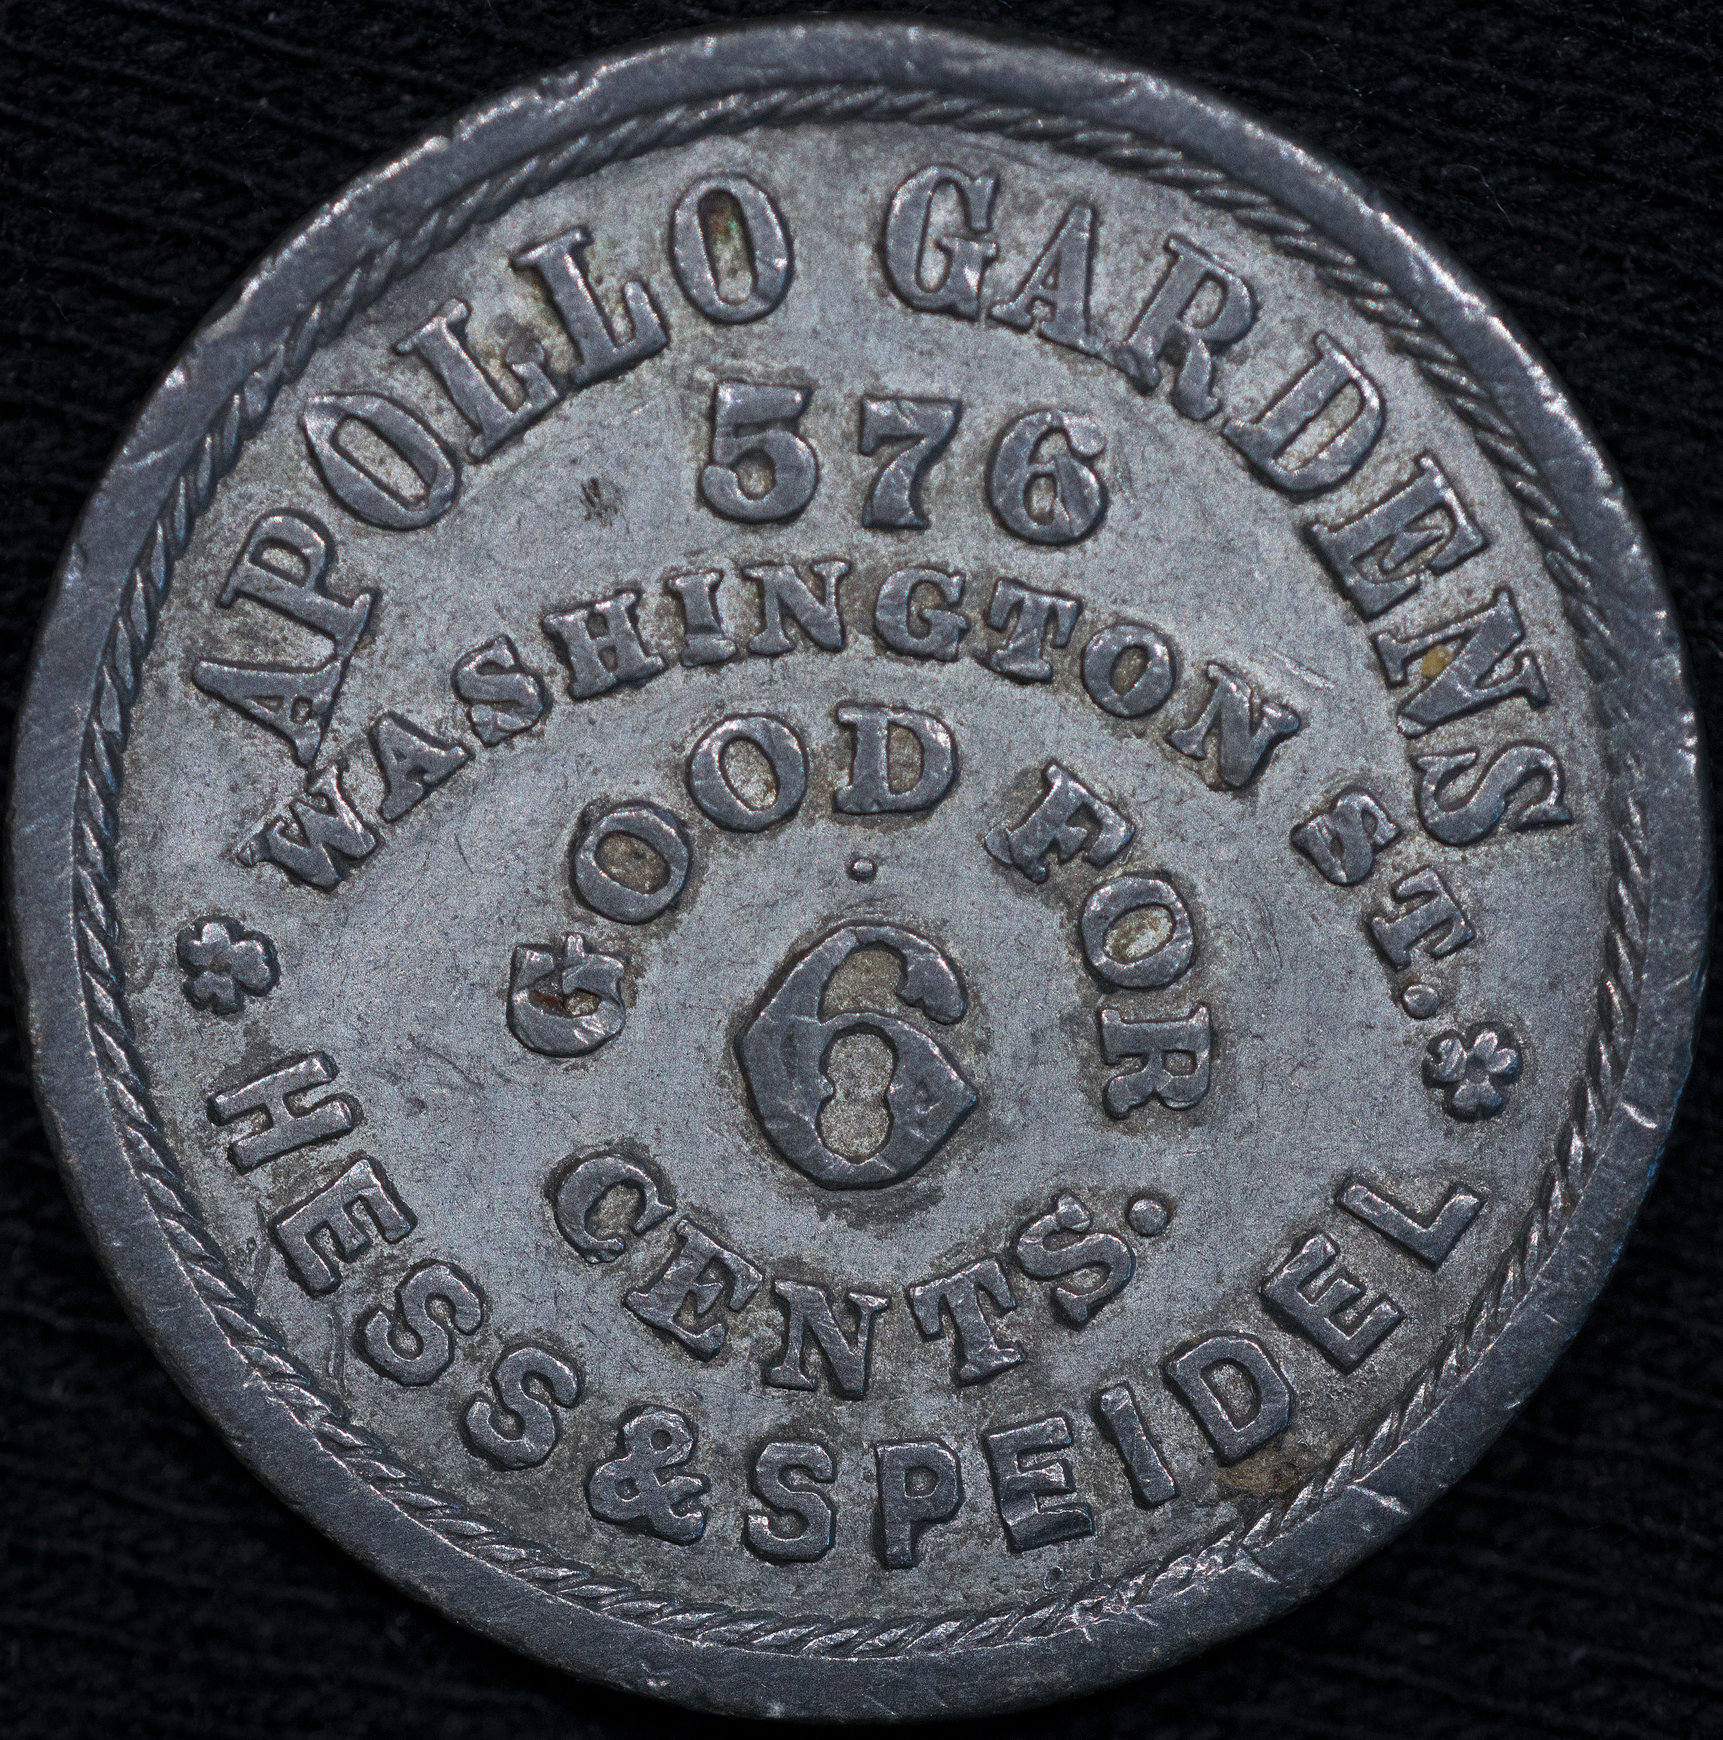 APOLLO GARDENS
576
WASHINGTON ST.
GOOD FOR
6
CENTS.
HESS & SPEIDEL